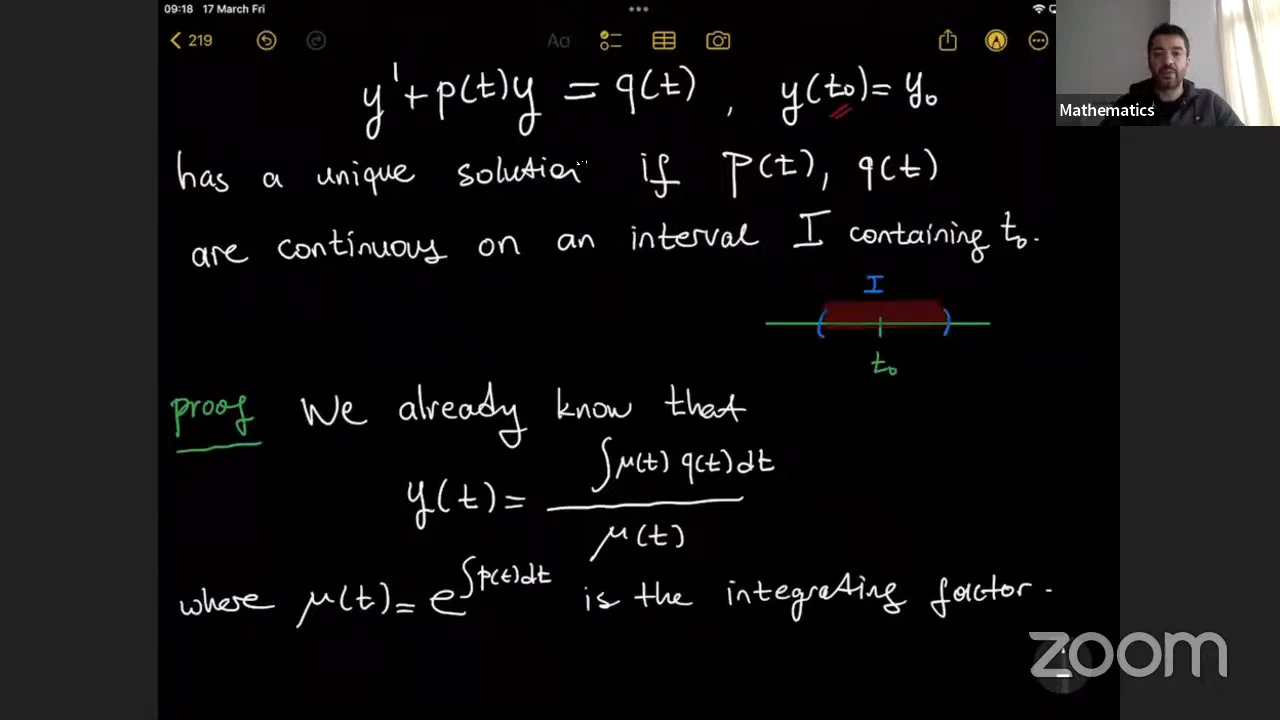 09:18 17 March Fri
219
Aa
y' + p(t)y = q(t) , y(t₀) = y₀
has a unique solution if p(t), q(t)
are continuous on an interval I containing t₀.
I
t₀
proof We already know that
y(t) = ∫μ(t) q(t)dt / μ(t)
where μ(t) = e^∫p(t)dt is the integrating factor.
Mathematics
zoom